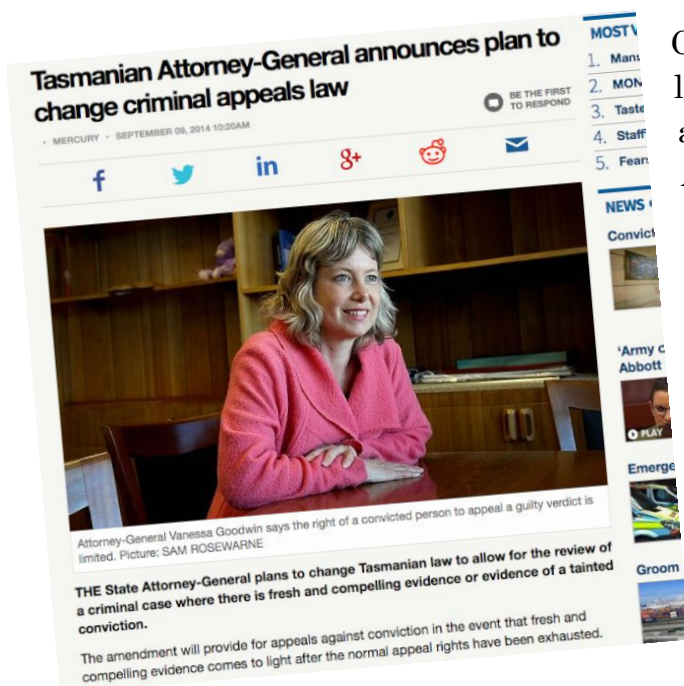 Tasmanian Attorney-General announces plan to
change criminal appeals law
• MERCURY • SEPTEMBER 09, 2014 10:20AM
BE THE FIRST
TO RESPOND
f
in
g+
Attorney-General Vanessa Goodwin says the right of a convicted person to appeal a guilty verdict is
limited. Picture: SAM ROSEWARNE
THE State Attorney-General plans to change Tasmanian law to allow for the review of
a criminal case where there is fresh and compelling evidence or evidence of a tainted
conviction.
The amendment will provide for appeals against conviction in the event that fresh and
compelling evidence comes to light after the normal appeal rights have been exhausted.
MOST
1.
2. MON
3. Taste
4. Staff
5. Fear
NEWS
Convict
'Army
Abbott
PLAY
Emerge
Groom